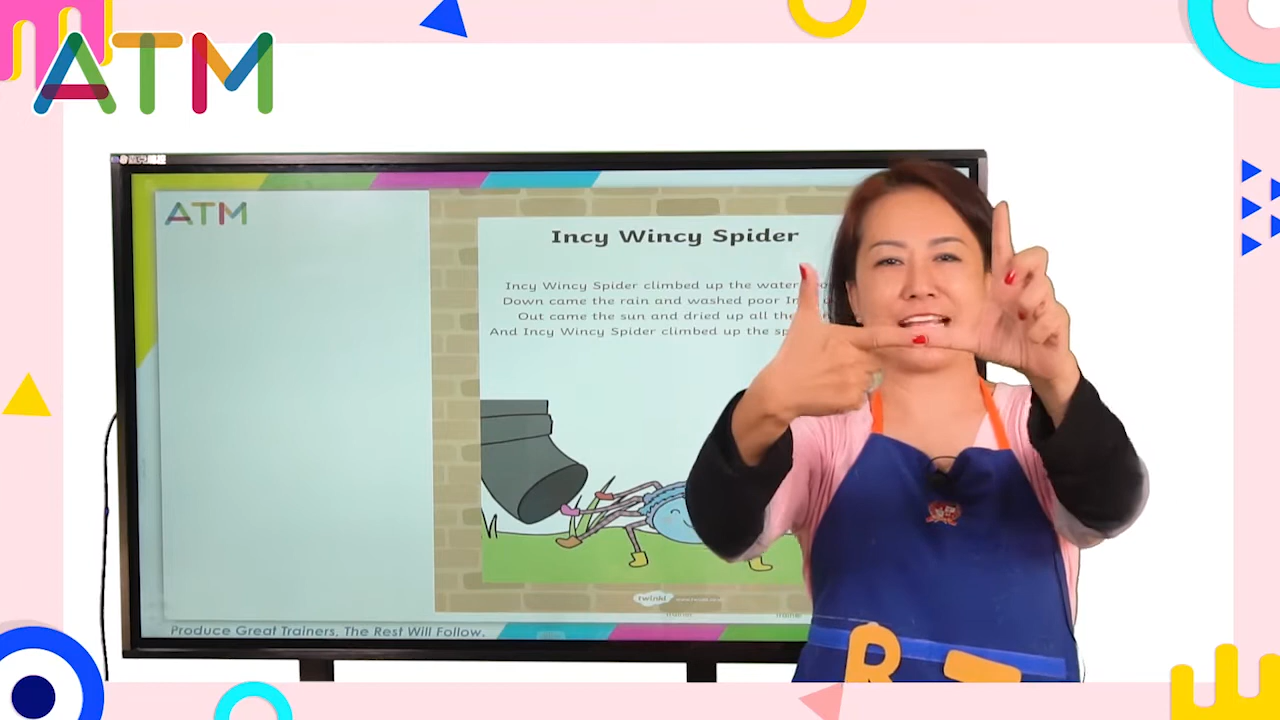 ATM
ATM
Incy Wincy Spider
Incy Wincy Spider climbed up the water
Down came the rain and washed poor
Out came the sun and dried up all the
And Incy Wincy Spider climbed up the
twinkl
Produce Great Trainers, The Rest Will Follow.
R